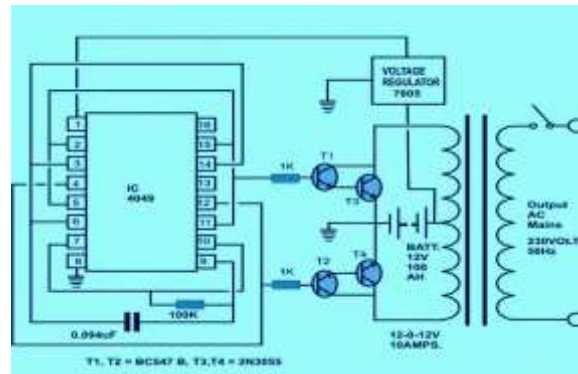 VOLTAGE
REGULATOR
7805
1
2
3
4
5
6
7
8
16
15
14
13
12
11
10
9
IC
4049
1K
T1
T3
1K
T2
T4
BATT.
12V
100
AH
Output
AC
Mains
230VOLT
50Hz
100K
0.094uF
12-0-12V
10AMPS.
T1, T2 = BC547 B, T3,T4 = 2N3055